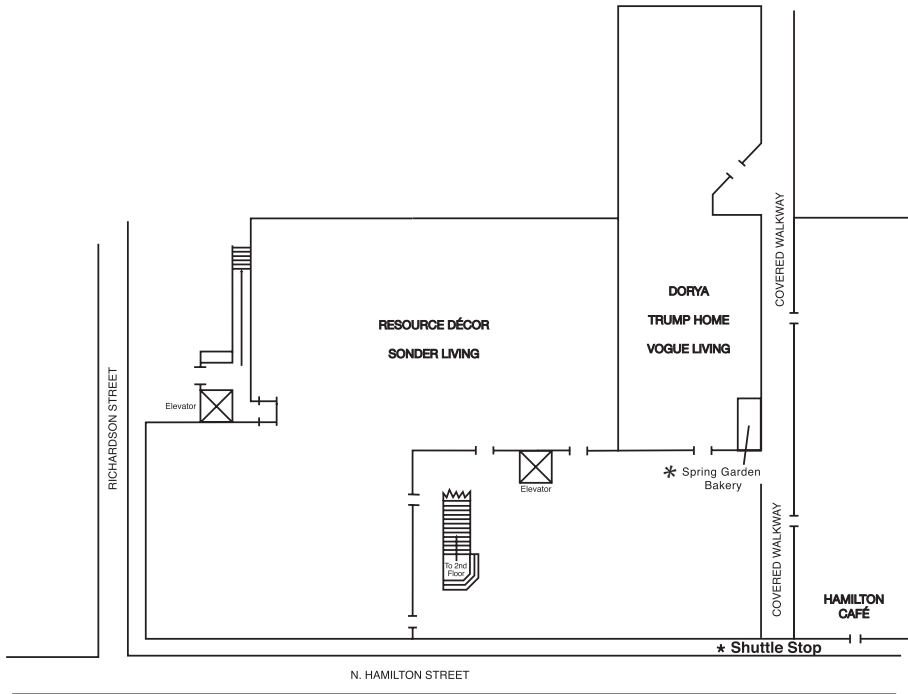 COVERED WALKWAY
DORYA
TRUMP HOME
VOGUE LIVING
RESOURCE DÉCOR
SONDER LIVING
RICHARDSON STREET
Elevator
* Spring Garden
Bakery
Elevator
To 2nd
Floor
COVERED WALKWAY
HAMILTON
CAFÉ
* Shuttle Stop
N. HAMILTON STREET